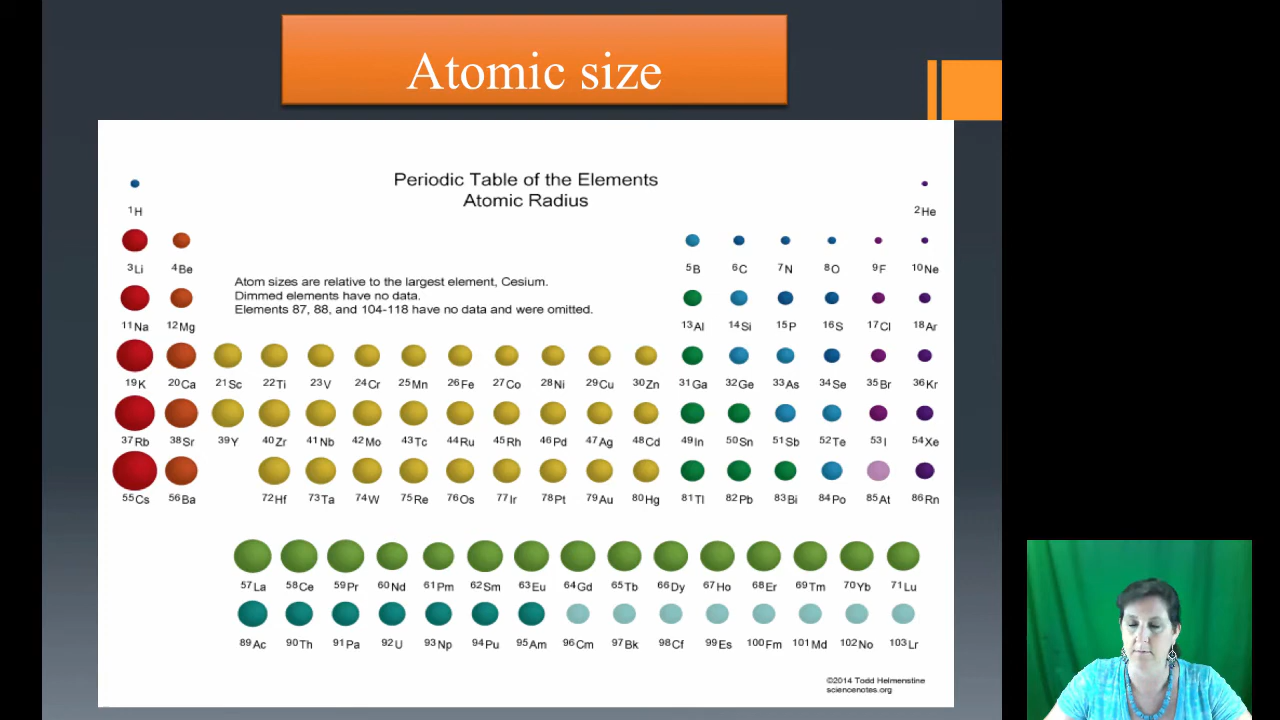 Atomic size
Periodic Table of the Elements
Atomic Radius
1H 2He
3Li 4Be 5B 6C 7N 8O 9F 10Ne
Atom sizes are relative to the largest element, Cesium.
Dimmed elements have no data.
Elements 87, 88, and 104-118 have no data and were omitted.
11Na 12Mg 13Al 14Si 15P 16S 17Cl 18Ar
19K 20Ca 21Sc 22Ti 23V 24Cr 25Mn 26Fe 27Co 28Ni 29Cu 30Zn 31Ga 32Ge 33As 34Se 35Br 36Kr
37Rb 38Sr 39Y 40Zr 41Nb 42Mo 43Tc 44Ru 45Rh 46Pd 47Ag 48Cd 49In 50Sn 51Sb 52Te 53I 54Xe
55Cs 56Ba 72Hf 73Ta 74W 75Re 76Os 77Ir 78Pt 79Au 80Hg 81Tl 82Pb 83Bi 84Po 85At 86Rn
57La 58Ce 59Pr 60Nd 61Pm 62Sm 63Eu 64Gd 65Tb 66Dy 67Ho 68Er 69Tm 70Yb 71Lu
89Ac 90Th 91Pa 92U 93Np 94Pu 95Am 96Cm 97Bk 98Cf 99Es 100Fm 101Md 102No 103Lr
©2014 Todd Helmenstine
sciencenotes.org